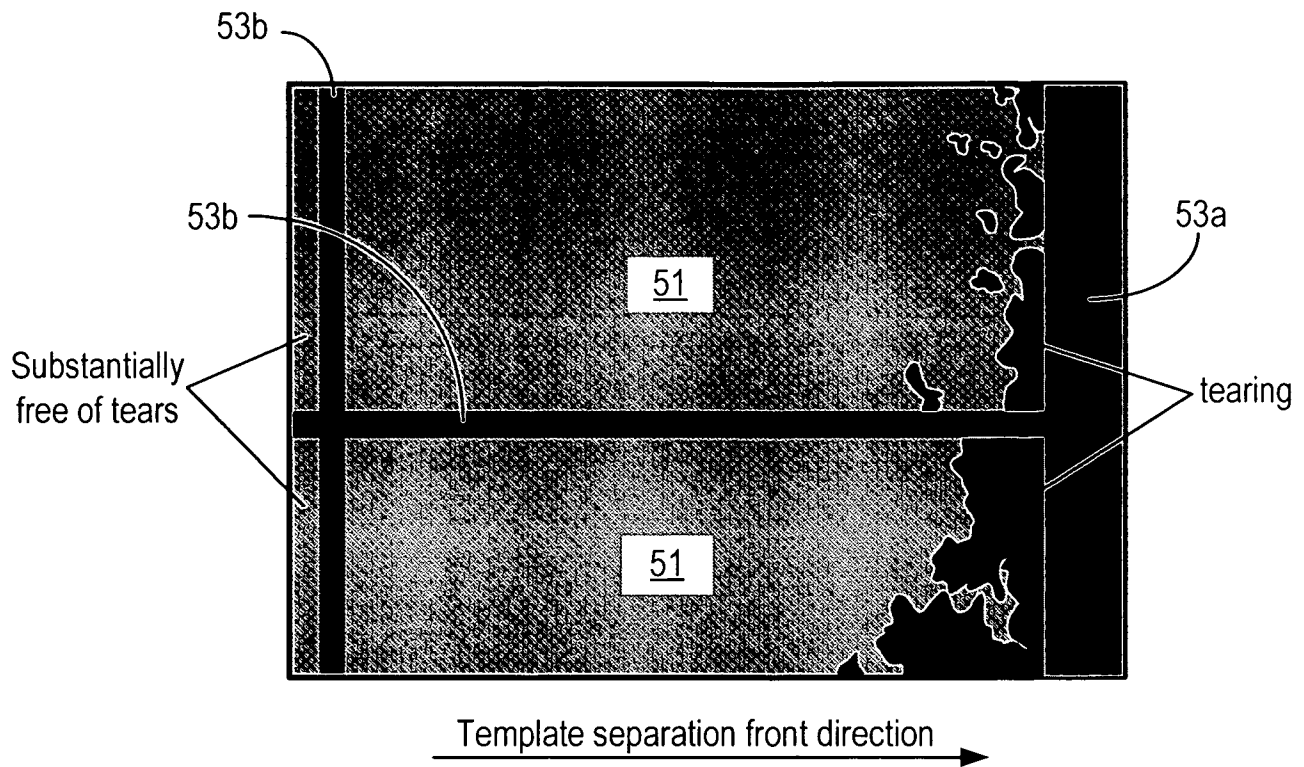 53b
53b
53a
51
Substantially
free of tears
tearing
51
Template separation front direction